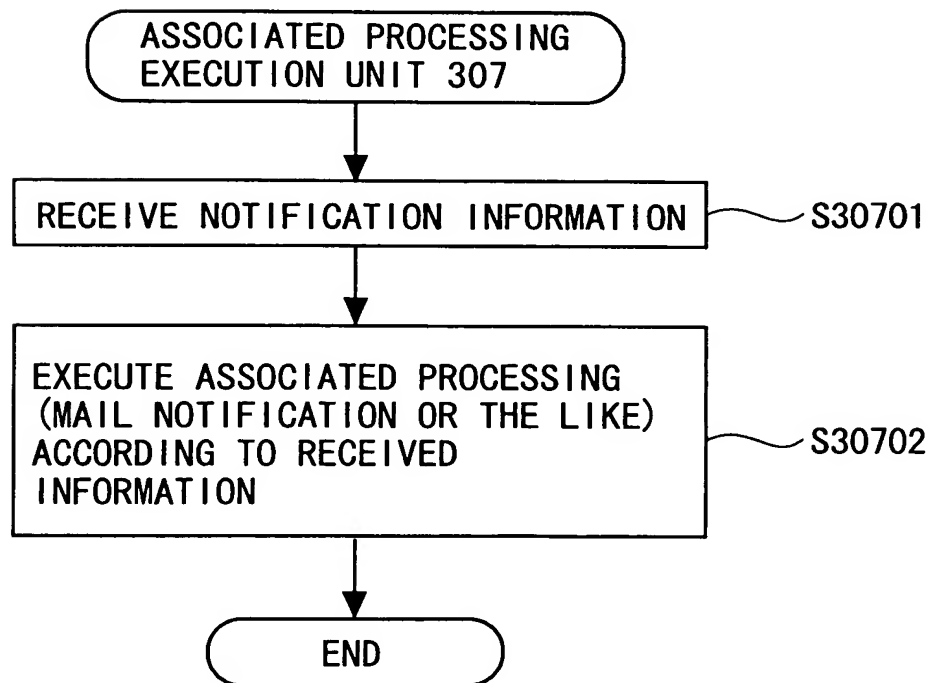 ASSOCIATED PROCESSING
EXECUTION UNIT 307
RECEIVE NOTIFICATION INFORMATION
S30701
EXECUTE ASSOCIATED PROCESSING
(MAIL NOTIFICATION OR THE LIKE)
ACCORDING TO RECEIVED
INFORMATION
S30702
END